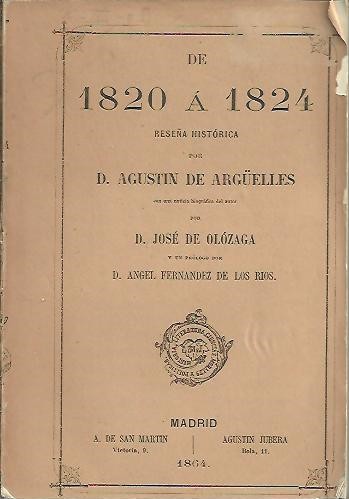 DE
1820 Á 1824
RESEÑA HISTÓRICA
POR
D. AGUSTIN DE ARGÜELLES
con una noticia biográfica del autor
POR
D. JOSÉ DE OLÓZAGA
Y UN PRÓLOGO POR
D. ANGEL FERNANDEZ DE LOS RIOS.
MADRID
A. DE SAN MARTIN
Victoria, 9.
AGUSTIN JUBERA
Bola, 11.
1864.